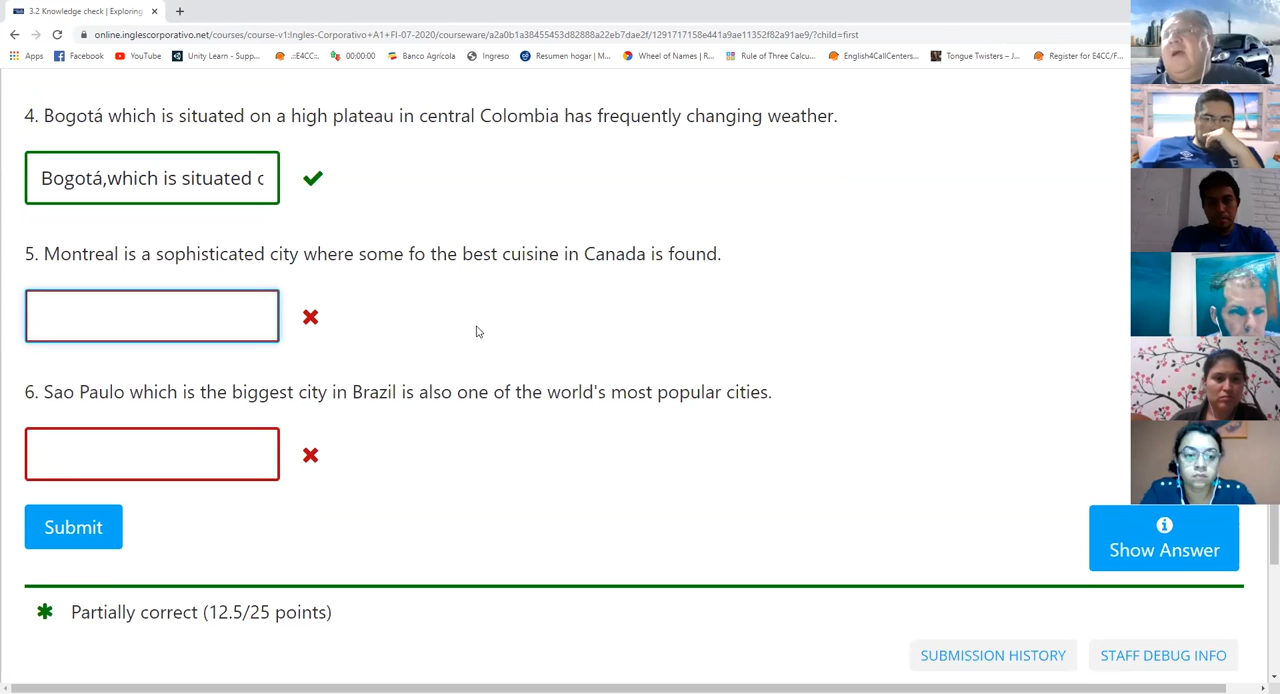 3.2 Knowledge check | Exploring
online.inglescorporativo.net/courses/course-v1:Ingles-Corporativo+A1+FI-07-2020/courseware/a2a0b1a38455453d82888a22eb7dae2f/1291717158e441a9ae11352f82a91ae9/?child=first
Apps Facebook YouTube Unity Learn - Supp... .::E4CC::. 00:00:00 Banco Agrícola Ingreso Resumen hogar | M... Wheel of Names | R... Rule of Three Calcu... English4CallCenters... Tongue Twisters – J... Register for E4CC/F...
4. Bogotá which is situated on a high plateau in central Colombia has frequently changing weather.
Bogotá,which is situated c
5. Montreal is a sophisticated city where some fo the best cuisine in Canada is found.
6. Sao Paulo which is the biggest city in Brazil is also one of the world's most popular cities.
Submit
Show Answer
Partially correct (12.5/25 points)
SUBMISSION HISTORY STAFF DEBUG INFO